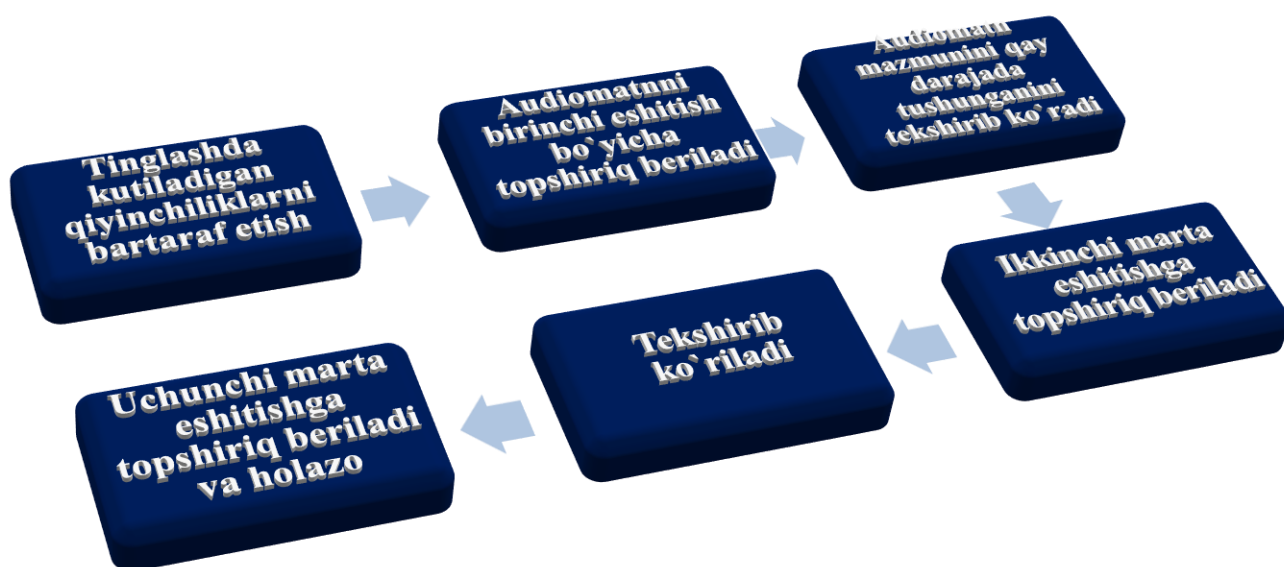 Tinglashda
kutiladigan
qiyinchiliklarni
bartaraf etish
Audiomatnni
birinchi eshitish
bo`yicha
topshiriq beriladi
Audiomatn
mazmunini qay
darajada
tushunganini
tekshirib ko`radi
Ikkinchi marta
eshitishga
topshiriq beriladi
Tekshirib
ko`riladi
Uchunchi marta
eshitishga
topshiriq beriladi
va holazo